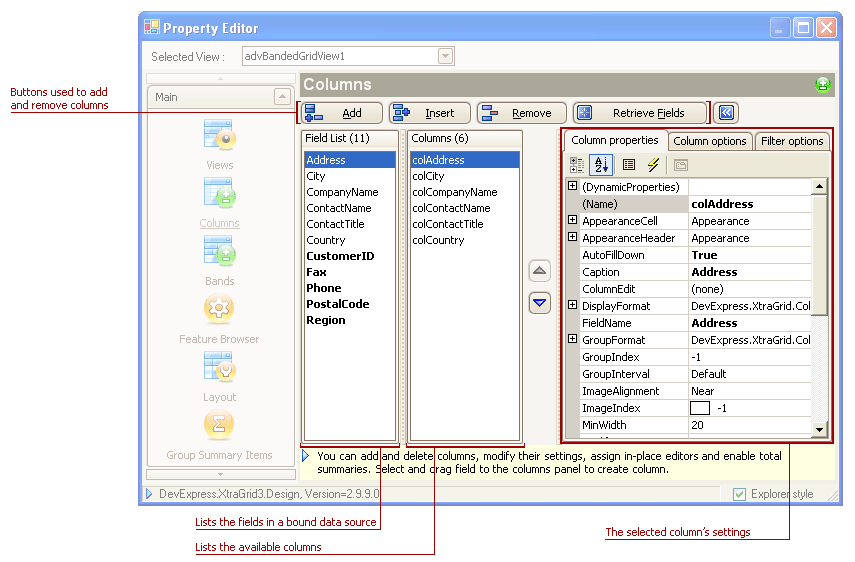 Property Editor
Selected View :
advBandedGridView1
Buttons used to add
and remove columns
Main
Views
Columns
Bands
Feature Browser
Layout
Group Summary Items
Columns
Add
Insert
Remove
Retrieve Fields
Field List (11)
Address
City
CompanyName
ContactName
ContactTitle
Country
CustomerID
Fax
Phone
PostalCode
Region
Columns (6)
colAddress
colCity
colCompanyName
colContactName
colContactTitle
colCountry
Column properties
Column options
Filter options
(DynamicProperties)
(Name) colAddress
AppearanceCell Appearance
AppearanceHeader Appearance
AutoFillDown True
Caption Address
ColumnEdit (none)
DisplayFormat DevExpress.XtraGrid.Col
FieldName Address
GroupFormat DevExpress.XtraGrid.Col
GroupIndex -1
GroupInterval Default
ImageAlignment Near
ImageIndex -1
MinWidth 20
You can add and delete columns, modify their settings, assign in-place editors and enable total
summaries. Select and drag field to the columns panel to create column.
DevExpress.XtraGrid3.Design, Version=2.9.9.0
Explorer style
Lists the fields in a bound data source
Lists the available columns
The selected column's settings